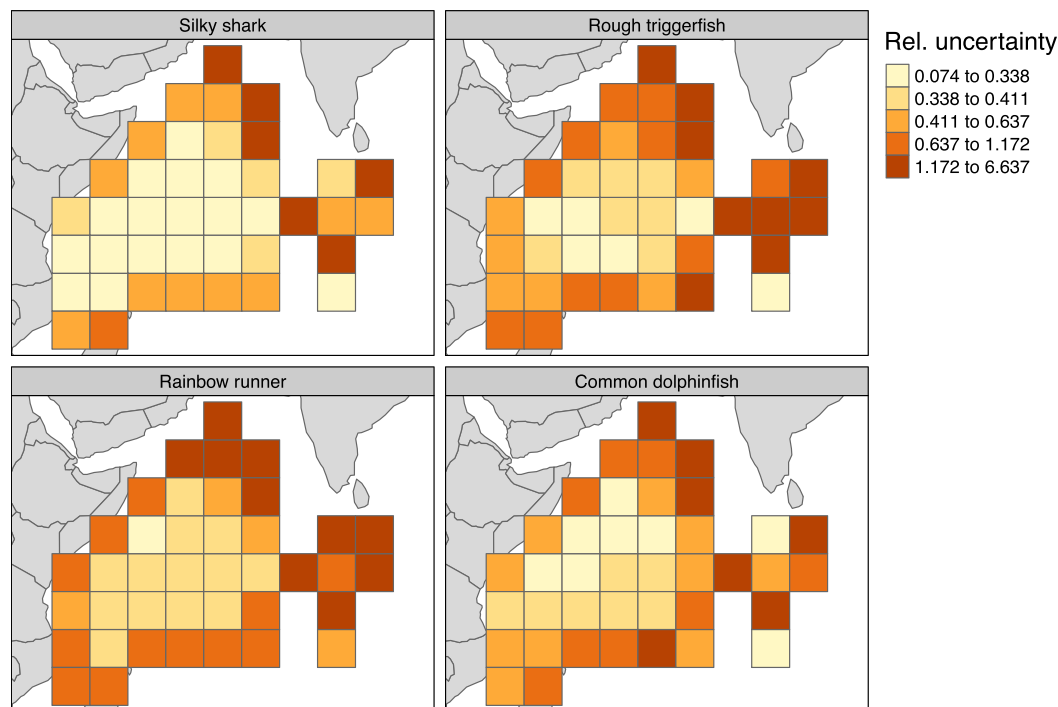 Silky shark
Rough triggerfish
Rel. uncertainty
0.074 to 0.338
0.338 to 0.411
0.411 to 0.637
0.637 to 1.172
1.172 to 6.637
Rainbow runner
Common dolphinfish